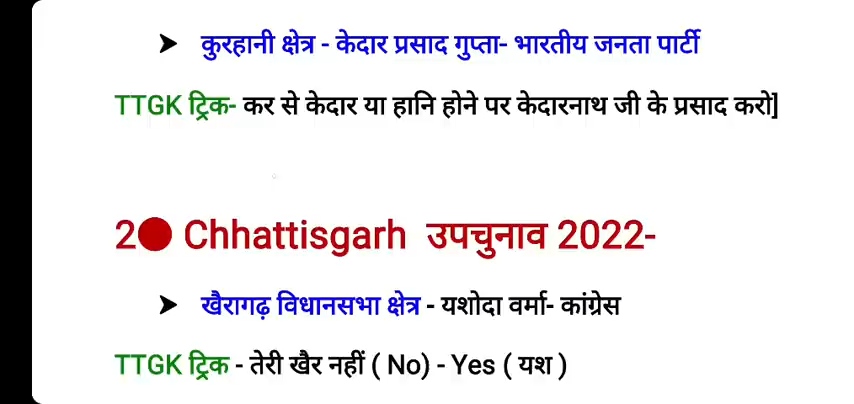 ➤ कुरहानी क्षेत्र - केदार प्रसाद गुप्ता- भारतीय जनता पार्टी
TTGK ट्रिक- कर से केदार या हानि होने पर केदारनाथ जी के प्रसाद करो]
2● Chhattisgarh उपचुनाव 2022-
➤ खैरागढ़ विधानसभा क्षेत्र - यशोदा वर्मा- कांग्रेस
TTGK ट्रिक - तेरी खैर नहीं ( No) - Yes ( यश )